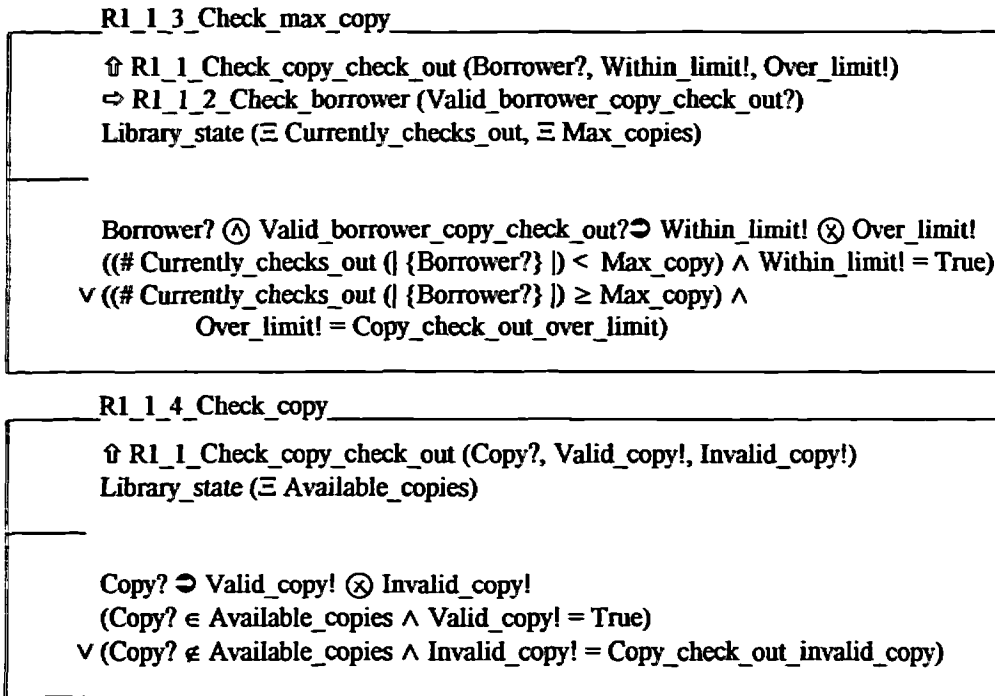 R1_1_3_Check_max_copy
⇧ R1_1_Check_copy_check_out (Borrower?, Within_limit!, Over_limit!)
⇨ R1_1_2_Check_borrower (Valid_borrower_copy_check_out?)
Library_state (Ξ Currently_checks_out, Ξ Max_copies)
Borrower? Ⓐ Valid_borrower_copy_check_out?⊃ Within_limit! ⊗ Over_limit!
((# Currently_checks_out (| {Borrower?} |) < Max_copy) ∧ Within_limit! = True)
∨ ((# Currently_checks_out (| {Borrower?} |) ≥ Max_copy) ∧
Over_limit! = Copy_check_out_over_limit)
R1_1_4_Check_copy
⇧ R1_1_Check_copy_check_out (Copy?, Valid_copy!, Invalid_copy!)
Library_state (Ξ Available_copies)
Copy? ⊃ Valid_copy! ⊗ Invalid_copy!
(Copy? ∈ Available_copies ∧ Valid_copy! = True)
∨ (Copy? ∉ Available_copies ∧ Invalid_copy! = Copy_check_out_invalid_copy)